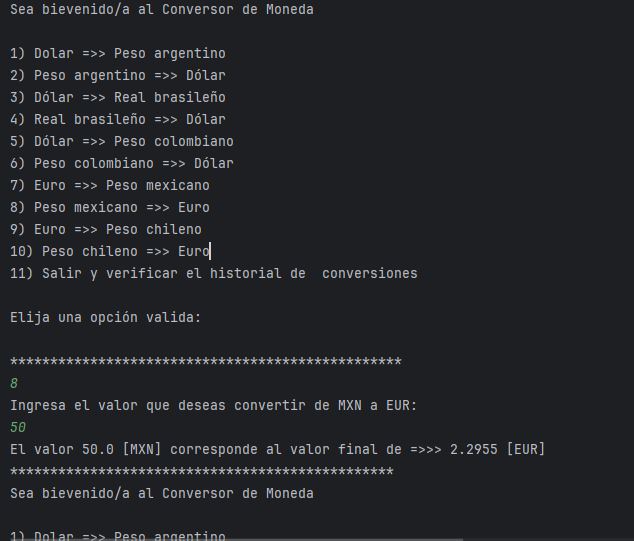 Sea bievenido/a al Conversor de Moneda
1) Dolar =>> Peso argentino
2) Peso argentino =>> Dólar
3) Dólar =>> Real brasileño
4) Real brasileño =>> Dólar
5) Dólar =>> Peso colombiano
6) Peso colombiano =>> Dólar
7) Euro =>> Peso mexicano
8) Peso mexicano =>> Euro
9) Euro =>> Peso chileno
10) Peso chileno =>> Euro
11) Salir y verificar el historial de  conversiones
Elija una opción valida:
*************************************************
8
Ingresa el valor que deseas convertir de MXN a EUR:
50
El valor 50.0 [MXN] corresponde al valor final de =>>> 2.2955 [EUR]
************************************************
Sea bievenido/a al Conversor de Moneda
1) Dolar =>> Peso argentino